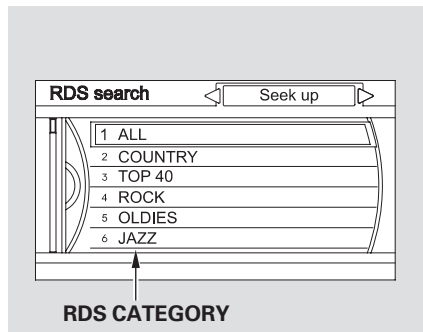 RDS search Seek up
1 ALL
2 COUNTRY
3 TOP 40
4 ROCK
5 OLDIES
6 JAZZ
RDS CATEGORY